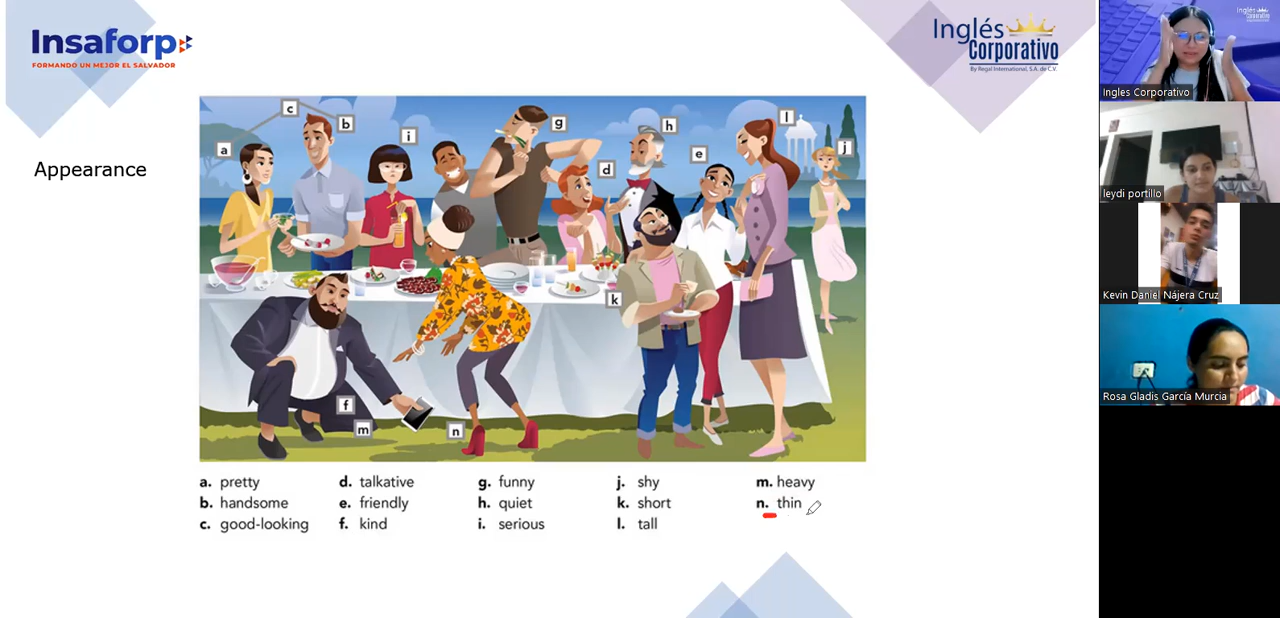 Insaforp
FORMANDO UN MEJOR EL SALVADOR
Inglés
Corporativo
By Regal International, S.A. de C.V.
Appearance
c
a
b
i
g
d
h
e
l
j
k
f
m
n
a. pretty
b. handsome
c. good-looking
d. talkative
e. friendly
f. kind
g. funny
h. quiet
i. serious
j. shy
k. short
l. tall
m. heavy
n. thin
Inglés
Ingles Corporativo
leydi portillo
Kevin Daniel Nájera Cruz
Rosa Gladis García Murcia